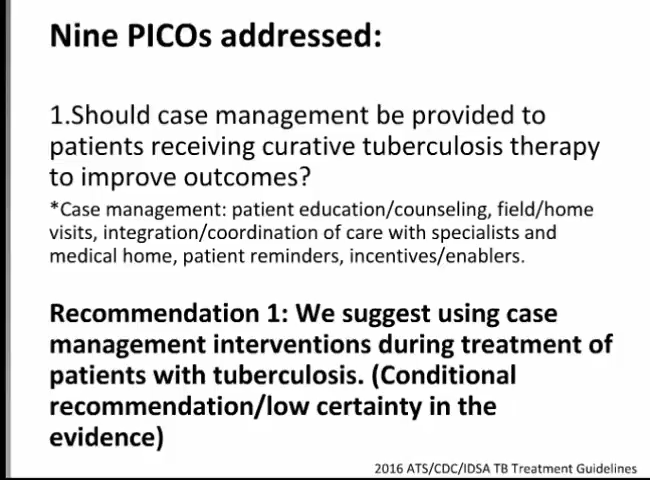 Nine PICOs addressed:
1.Should case management be provided to
patients receiving curative tuberculosis therapy
to improve outcomes?
*Case management: patient education/counseling, field/home
visits, integration/coordination of care with specialists and
medical home, patient reminders, incentives/enablers.
Recommendation 1: We suggest using case
management interventions during treatment of
patients with tuberculosis. (Conditional
recommendation/low certainty in the
evidence)
2016 ATS/CDC/IDSA TB Treatment Guidelines